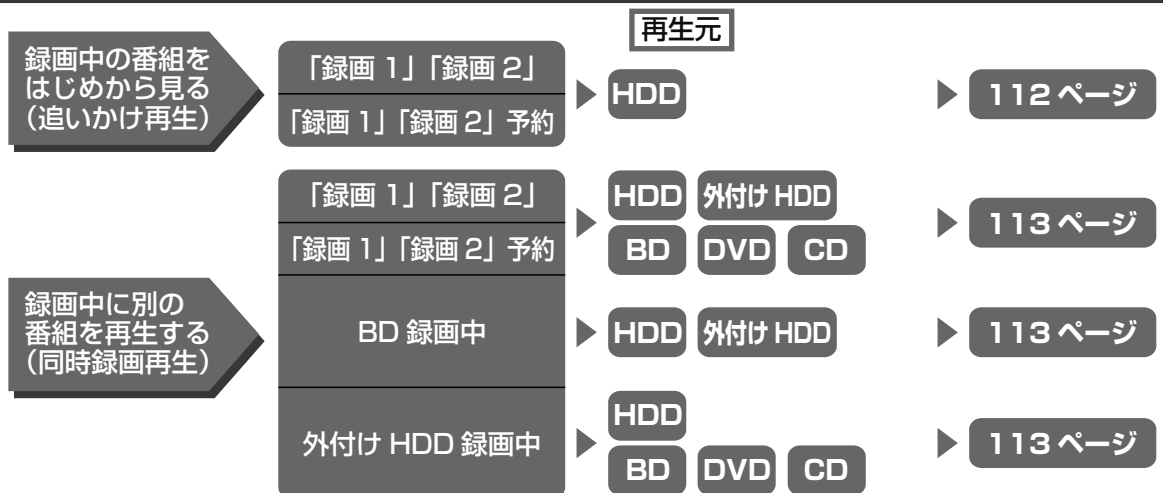 再生元
録画中の番組を
はじめから見る
（追いかけ再生）
「録画 1」「録画 2」
「録画 1」「録画 2」予約
HDD
112 ページ
録画中に別の
番組を再生する
（同時録画再生）
「録画 1」「録画 2」
「録画 1」「録画 2」予約
HDD 外付け HDD
BD DVD CD
113 ページ
BD 録画中
HDD 外付け HDD
113 ページ
外付け HDD 録画中
HDD
BD DVD CD
113 ページ